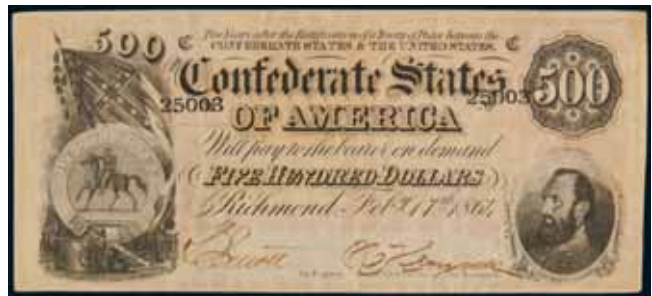 500 C Two Years after the Ratification of a Treaty of Peace between the C
CONFEDERATE STATES & THE UNITED STATES.
Confederate States
25003 25003 500
OF AMERICA
Will pay to the bearer on demand
FIVE HUNDRED DOLLARS
Richmond Feb. 17th 1864